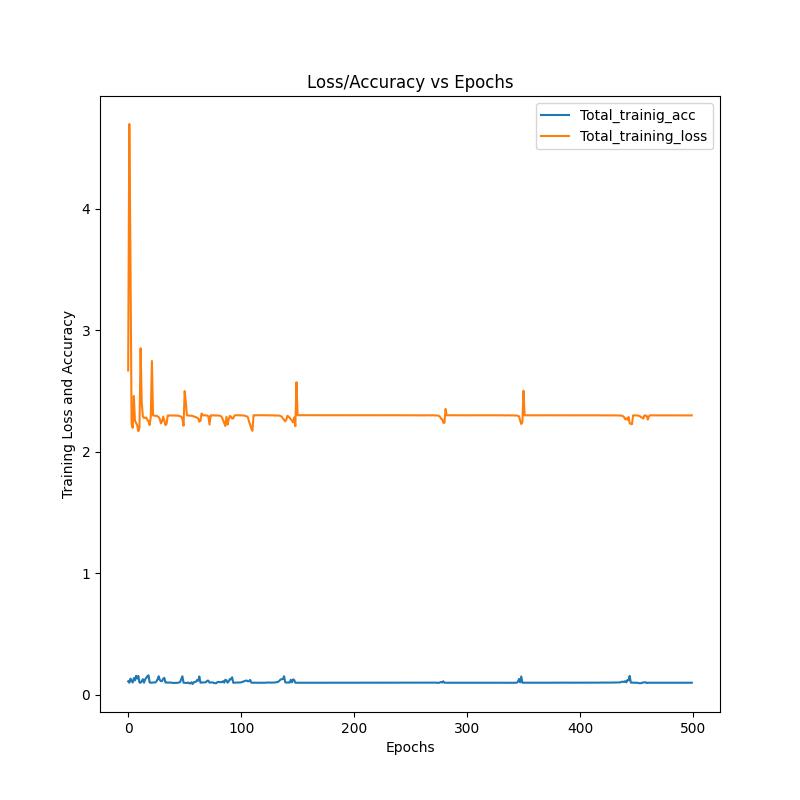 Loss/Accuracy vs Epochs
Total_trainig_acc
Total_training_loss
Training Loss and Accuracy
4
3
2
1
0
0 100 200 300 400 500
Epochs